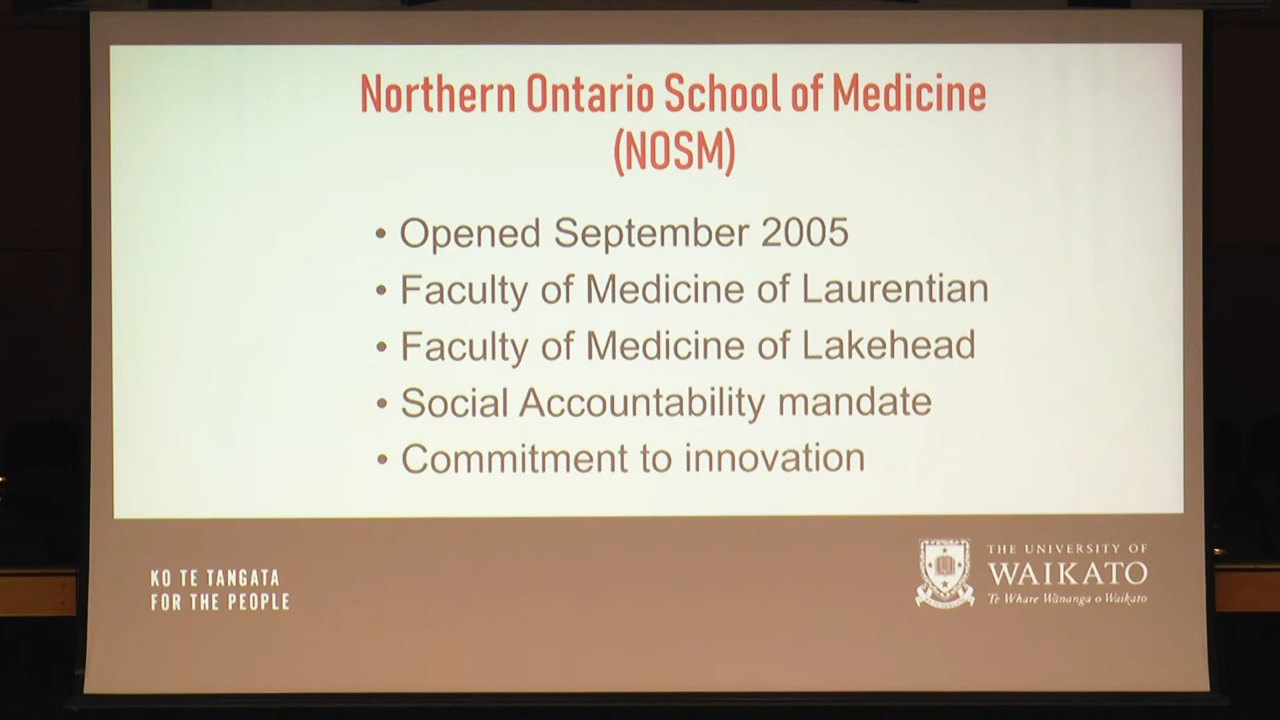 Northern Ontario School of Medicine
(NOSM)
• Opened September 2005
• Faculty of Medicine of Laurentian
• Faculty of Medicine of Lakehead
• Social Accountability mandate
• Commitment to innovation
KO TE TANGATA
FOR THE PEOPLE
THE UNIVERSITY OF
WAIKATO
Te Whare Wānanga o Waikato